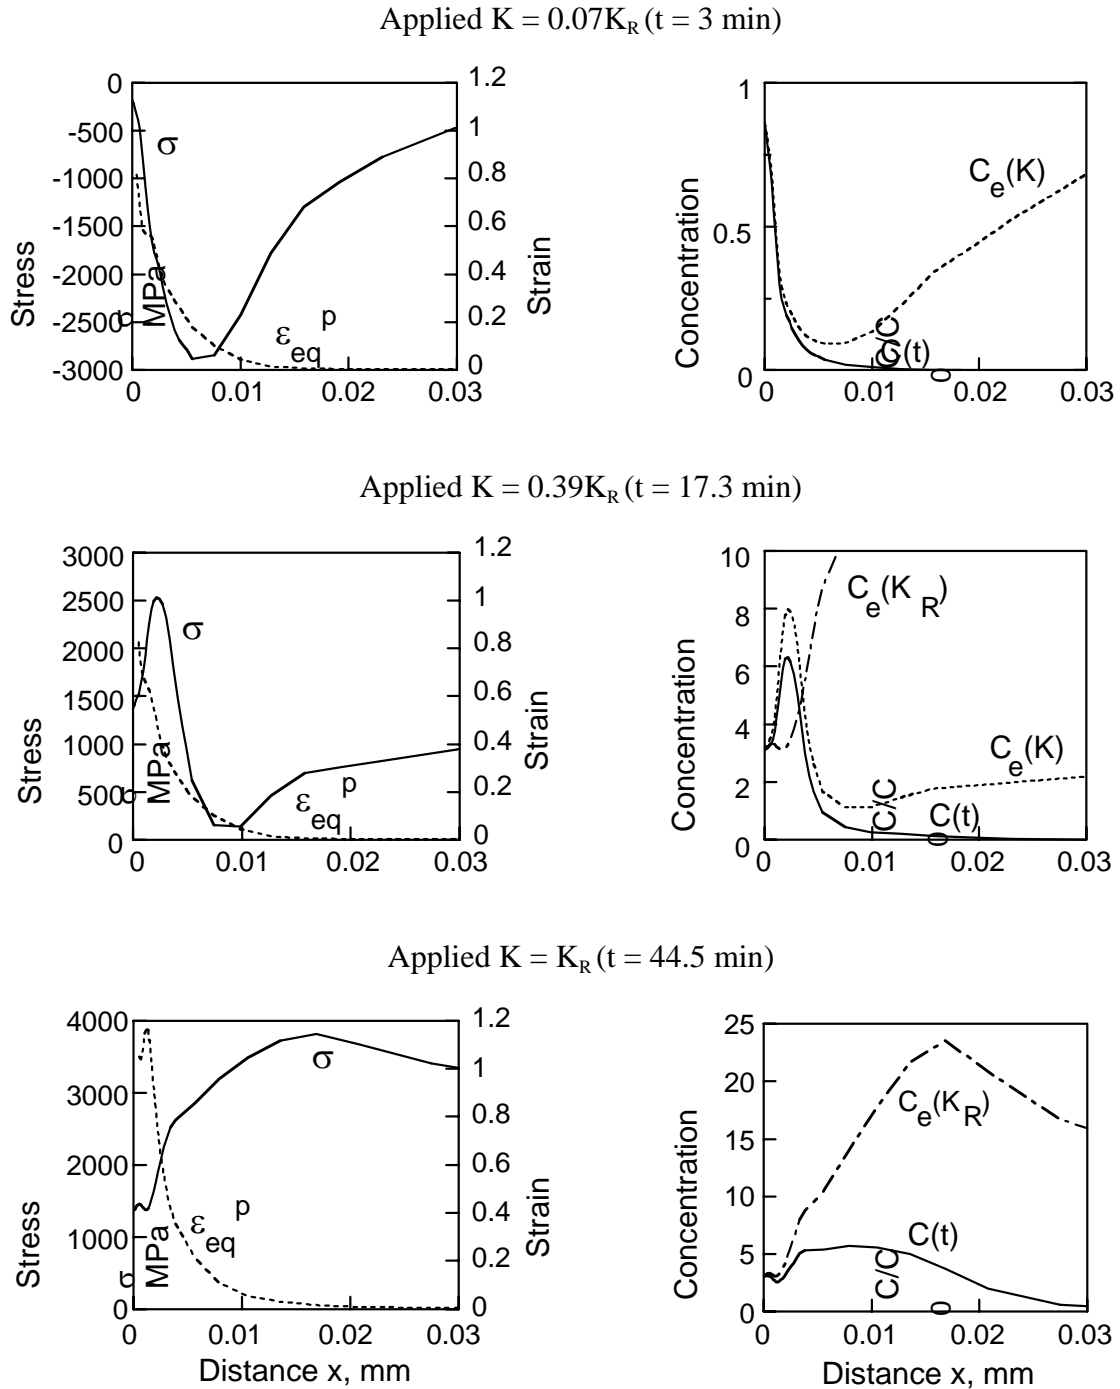 Applied K = 0.07K_R (t = 3 min)
0
-500
-1000
-1500
-2000
-2500
-3000
Stress σ MPa
σ
ε_eq^p
1.2
1
0.8
0.6
0.4
0.2
0
Strain
0 0.01 0.02 0.03
1
0.5
0
Concentration C/C_0
C_e(K)
C(t)
0 0.01 0.02 0.03
Applied K = 0.39K_R (t = 17.3 min)
3000
2500
2000
1500
1000
500
0
Stress σ MPa
σ
ε_eq^p
1.2
1
0.8
0.6
0.4
0.2
0
Strain
0 0.01 0.02 0.03
10
8
6
4
2
0
Concentration C/C_0
C_e(K_R)
C_e(K)
C(t)
0 0.01 0.02 0.03
Applied K = K_R (t = 44.5 min)
4000
3000
2000
1000
0
Stress σ MPa
σ
ε_eq^p
1.2
1
0.8
0.6
0.4
0.2
0
Strain
0 0.01 0.02 0.03
Distance x, mm
25
20
15
10
5
0
Concentration C/C_0
C_e(K_R)
C(t)
0 0.01 0.02 0.03
Distance x, mm